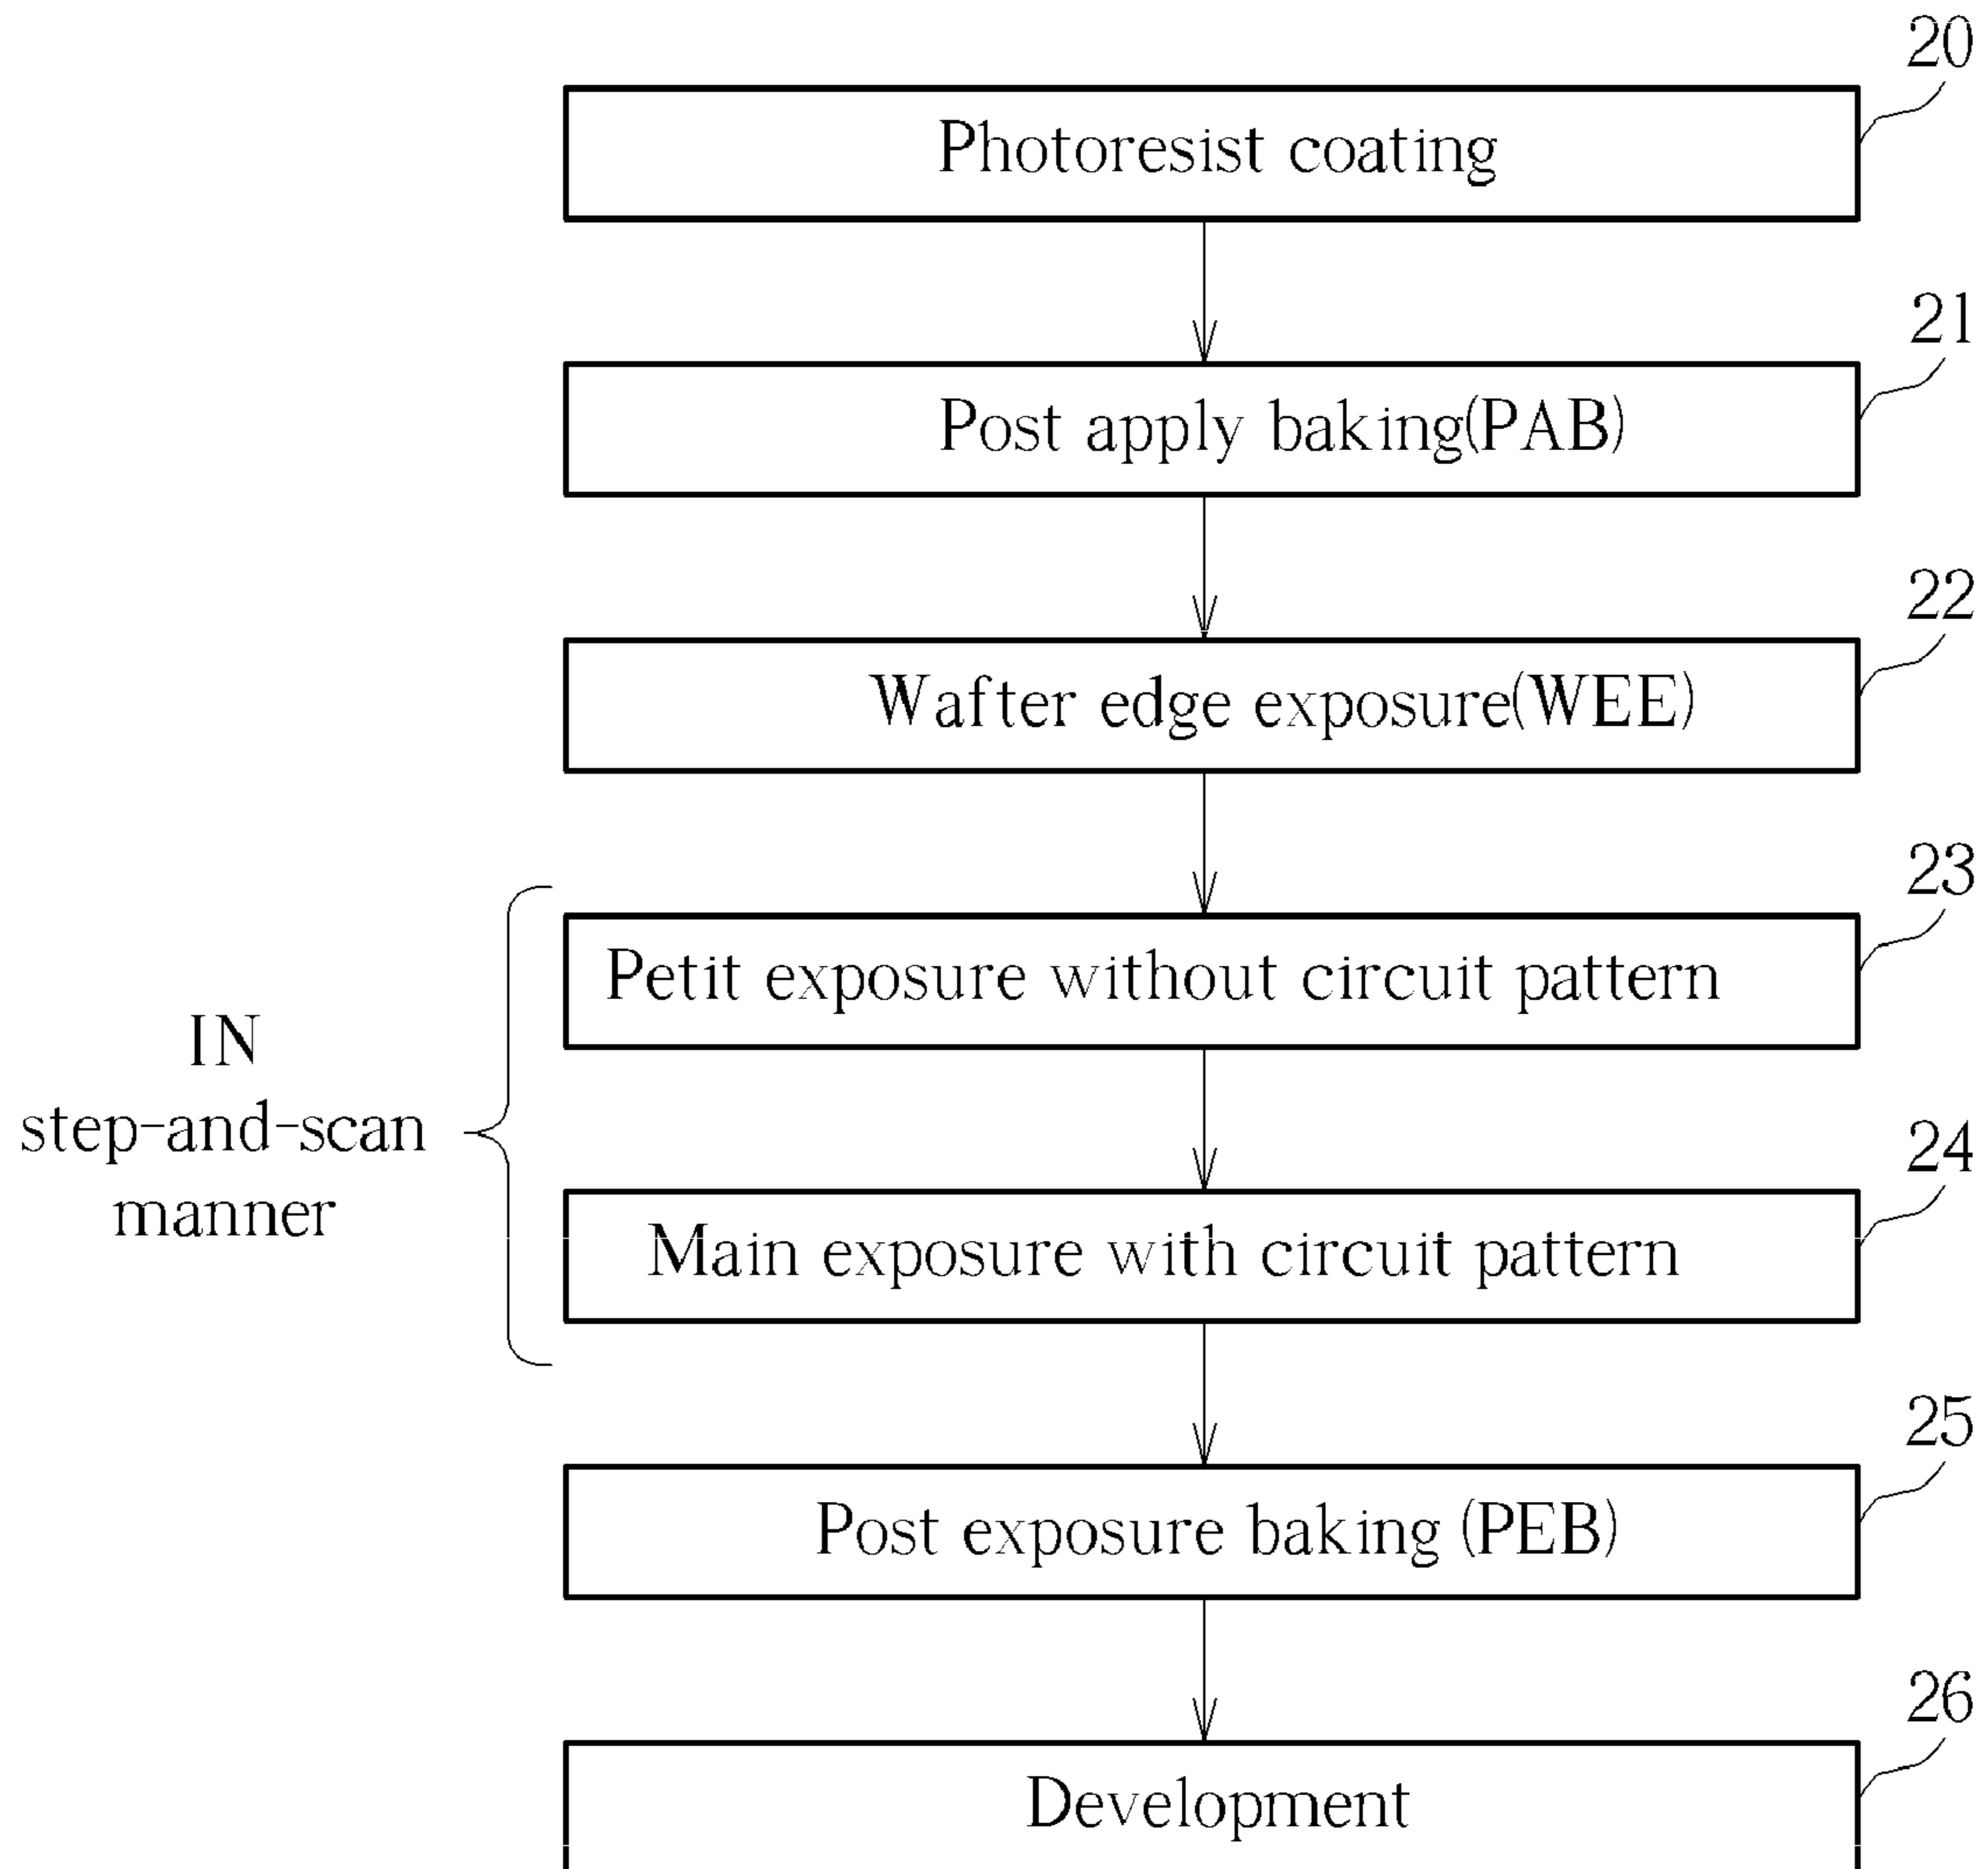 20
Photoresist coating
21
Post apply baking(PAB)
22
Wafter edge exposure(WEE)
23
Petit exposure without circuit pattern
IN
step-and-scan
manner
24
Main exposure with circuit pattern
25
Post exposure baking (PEB)
26
Development